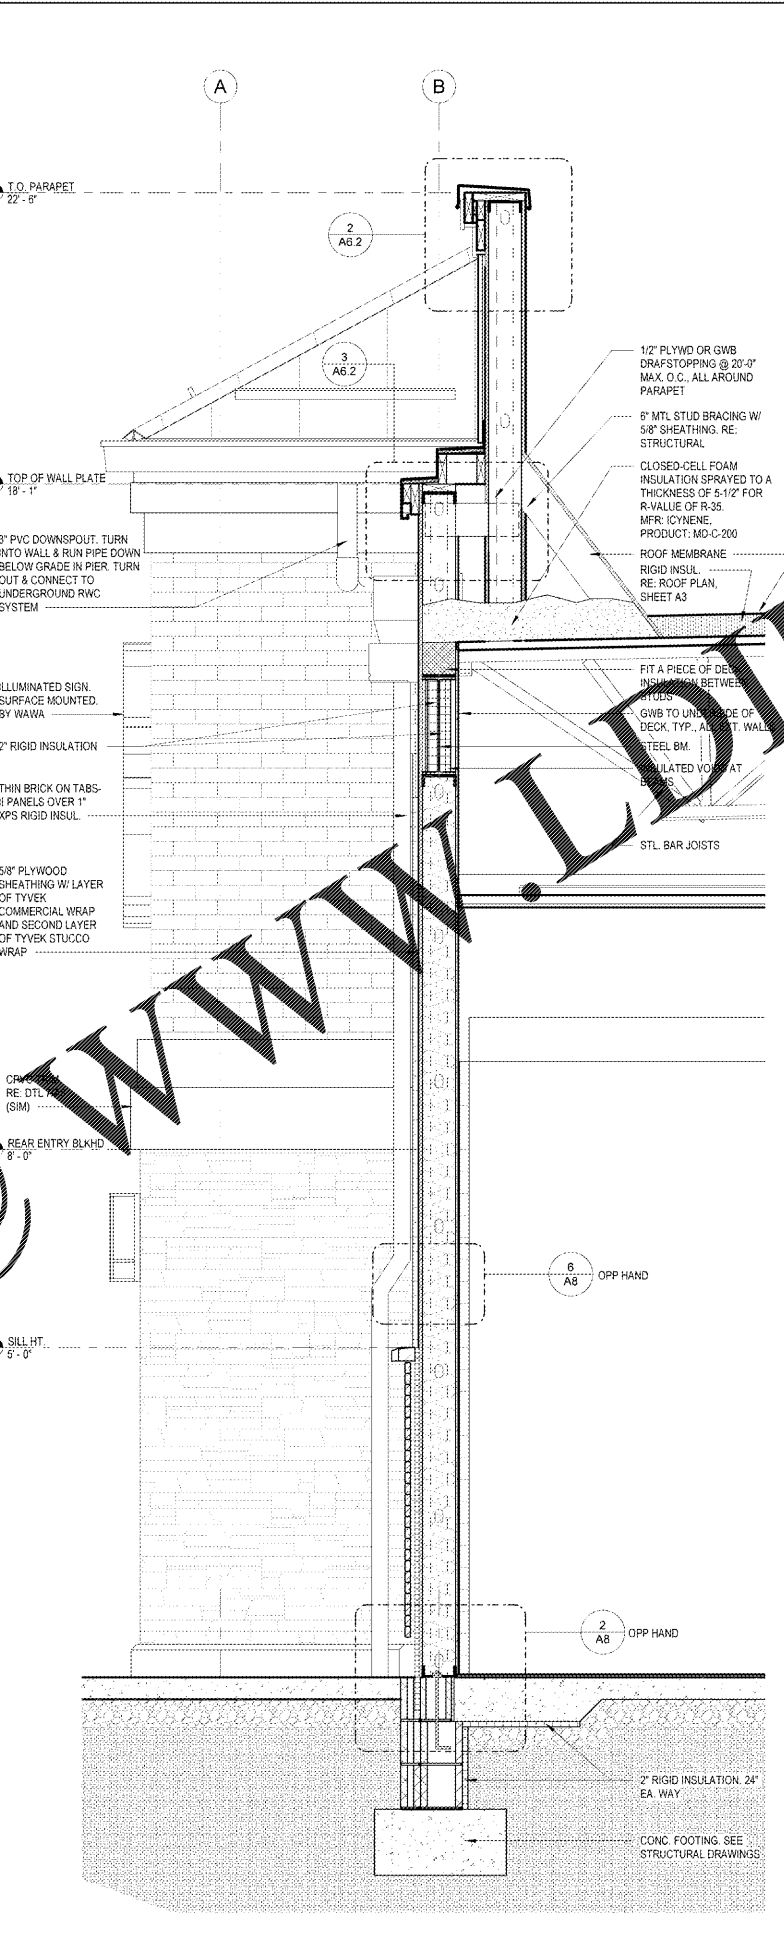 A
B
T.O. PARAPET
22' - 6"
2
A6.2
3
A6.2
1/2" PLYWD OR GWB
DRAFSTOPPING @ 20'-0"
MAX. O.C., ALL AROUND
PARAPET
6" MTL STUD BRACING W/
5/8" SHEATHING. RE:
STRUCTURAL
CLOSED-CELL FOAM
INSULATION SPRAYED TO A
THICKNESS OF 5-1/2" FOR
R-VALUE OF R-35.
MFR: ICYNENE,
PRODUCT: MD-C-200
ROOF MEMBRANE
RIGID INSUL.
RE: ROOF PLAN,
SHEET A3
TOP OF WALL PLATE
18' - 1"
3" PVC DOWNSPOUT. TURN
INTO WALL & RUN PIPE DOWN
BELOW GRADE IN PIER. TURN
OUT & CONNECT TO
UNDERGROUND RWC
SYSTEM
ILLUMINATED SIGN.
SURFACE MOUNTED.
BY WAWA
2" RIGID INSULATION
THIN BRICK ON TABS-
II PANELS OVER 1"
XPS RIGID INSUL.
5/8" PLYWOOD
SHEATHING W/ LAYER
OF TYVEK
COMMERCIAL WRAP
AND SECOND LAYER
OF TYVEK STUCCO
WRAP
FIT A PIECE OF DECK
INSULATION BETWEEN
STUDS
GWB TO UNDERSIDE OF
DECK, TYP., ALL EXT. WALLS
STEEL BM.
INSULATED VOIDS AT
BEAMS
STL. BAR JOISTS
WWW.LD
RE: DTL
(SIM)
REAR ENTRY BLKHD
8' - 0"
6
A8
OPP HAND
SILL HT.
5' - 0"
2
A8
OPP HAND
2" RIGID INSULATION. 24"
EA. WAY
CONC. FOOTING. SEE
STRUCTURAL DRAWINGS